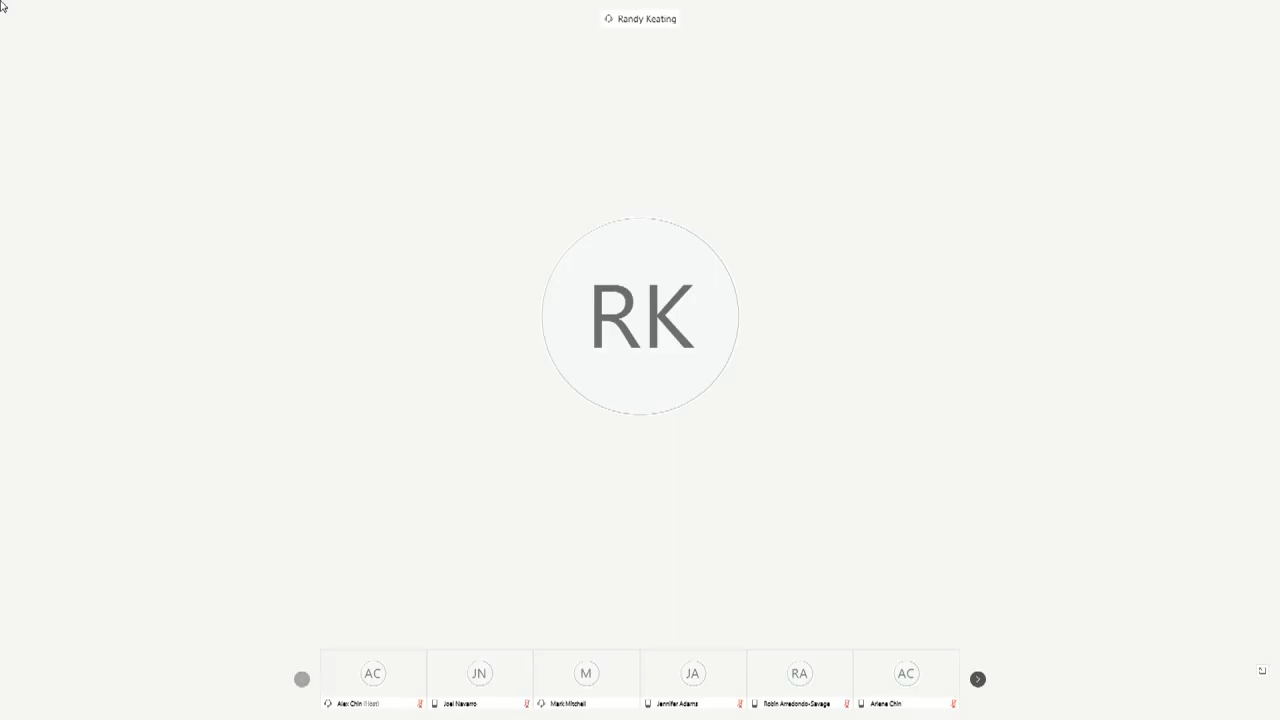 Randy Keating
RK
AC
JN
M
JA
RA
AC
Alex Chin (Host)
Joel Navarro
Mark Mitchell
Jennifer Adams
Robin Arredondo-Savage
Arlene Chin